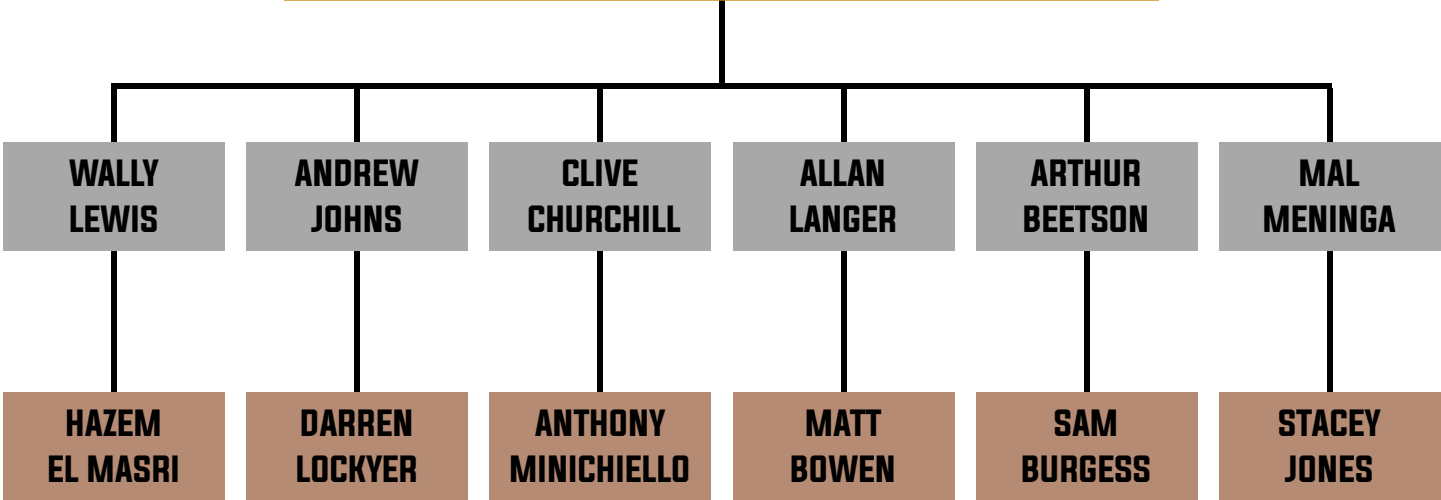 WALLY
LEWIS
ANDREW
JOHNS
CLIVE
CHURCHILL
ALLAN
LANGER
ARTHUR
BEETSON
MAL
MENINGA
HAZEM
EL MASRI
DARREN
LOCKYER
ANTHONY
MINICHIELLO
MATT
BOWEN
SAM
BURGESS
STACEY
JONES